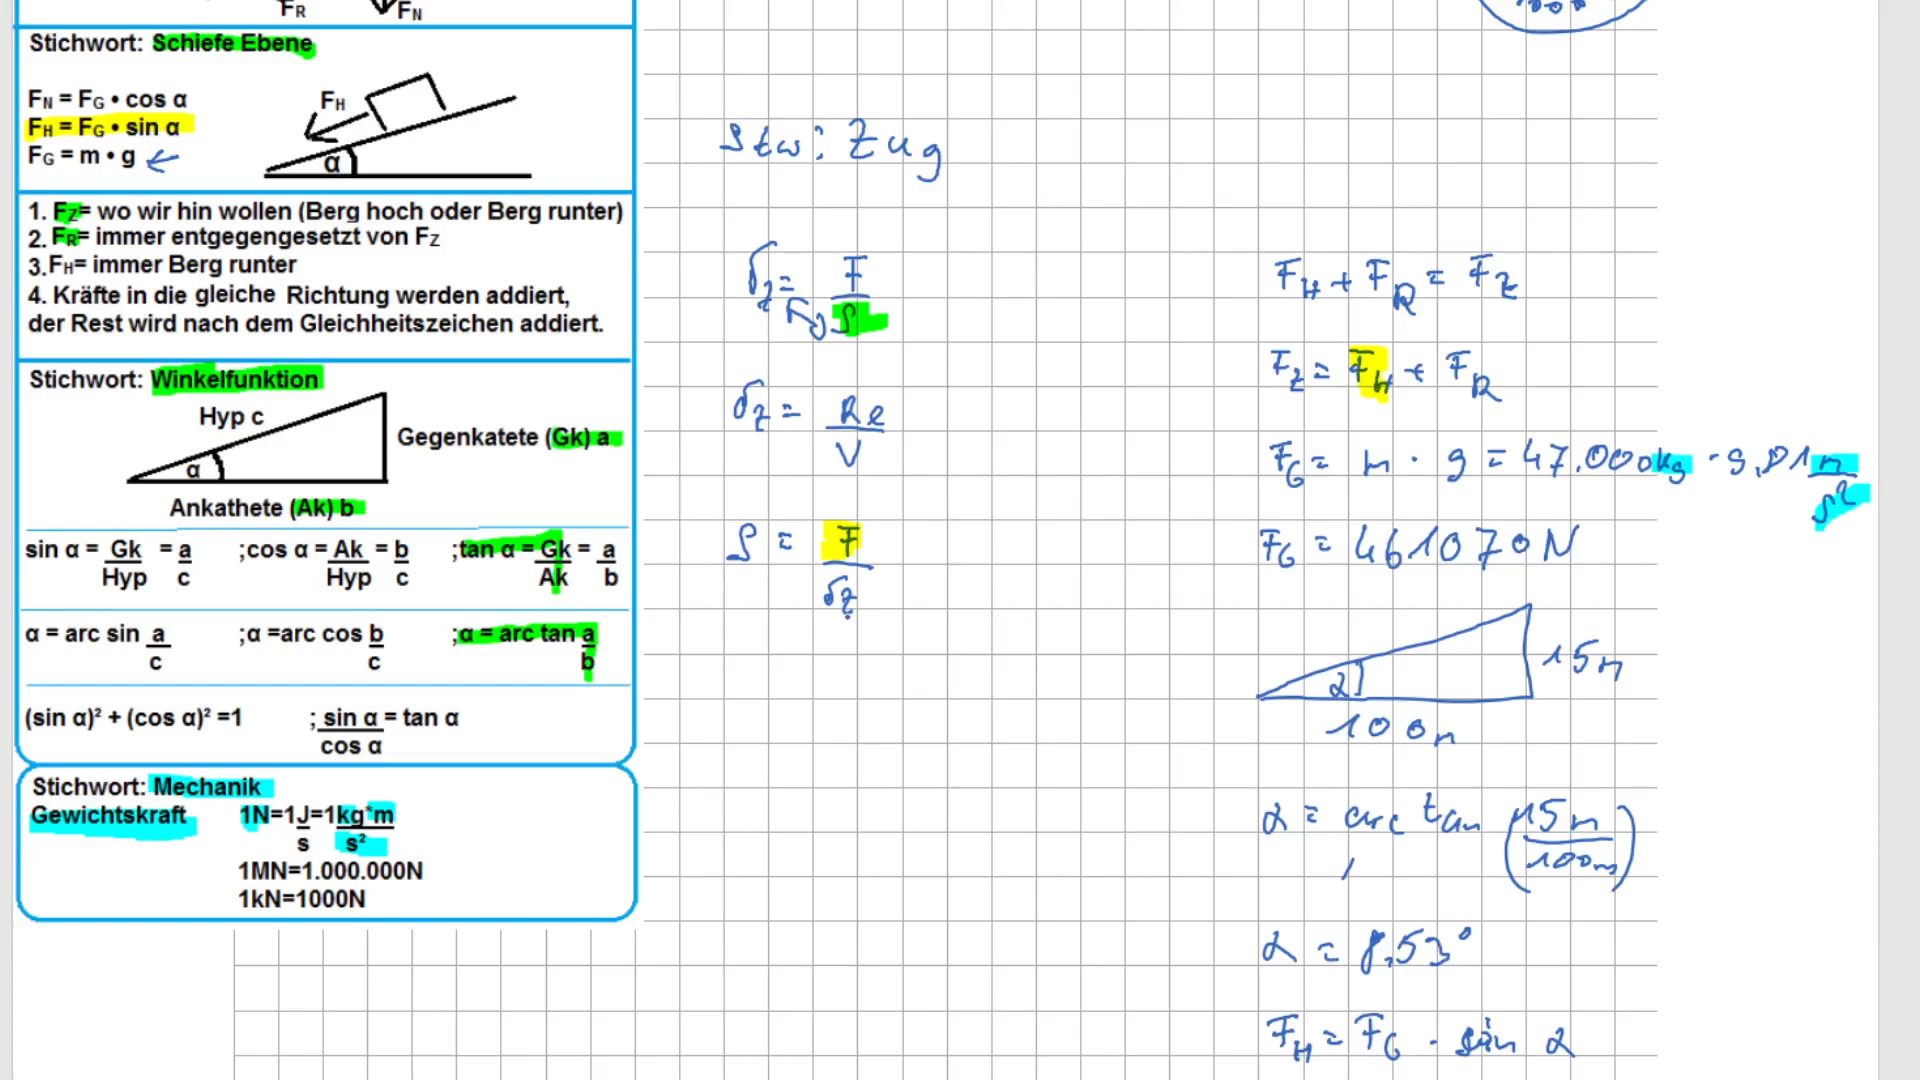 FR FN
Stichwort: Schiefe Ebene
FN = FG • cos α
FH = FG • sin α
FG = m • g
FH
α
1. FZ= wo wir hin wollen (Berg hoch oder Berg runter)
2. FR= immer entgegengesetzt von FZ
3.FH= immer Berg runter
4. Kräfte in die gleiche Richtung werden addiert,
der Rest wird nach dem Gleichheitszeichen addiert.
Stichwort: Winkelfunktion
Hyp c
Gegenkatete (Gk) a
α
Ankathete (Ak) b
sin α = Gk/Hyp = a/c ;cos α = Ak/Hyp = b/c ;tan α = Gk/Ak = a/b
α = arc sin a/c ;α =arc cos b/c ;α = arc tan a/b
(sin α)² + (cos α)² =1 ; sin α/cos α = tan α
Stichwort: Mechanik
Gewichtskraft 1N=1J/s=1kg*m/s²
1MN=1.000.000N
1kN=1000N
Stw: Zug
σz = F/S
σz = Re/V
S = F/σz
FH + FR = FZ
FZ = FH + FR
FG = m · g = 47.000kg · 9,81 m/s²
FG = 461070N
α
15m
100m
α = arc tan (15m/100m)
α = 8,53°
FH = FG · sin α